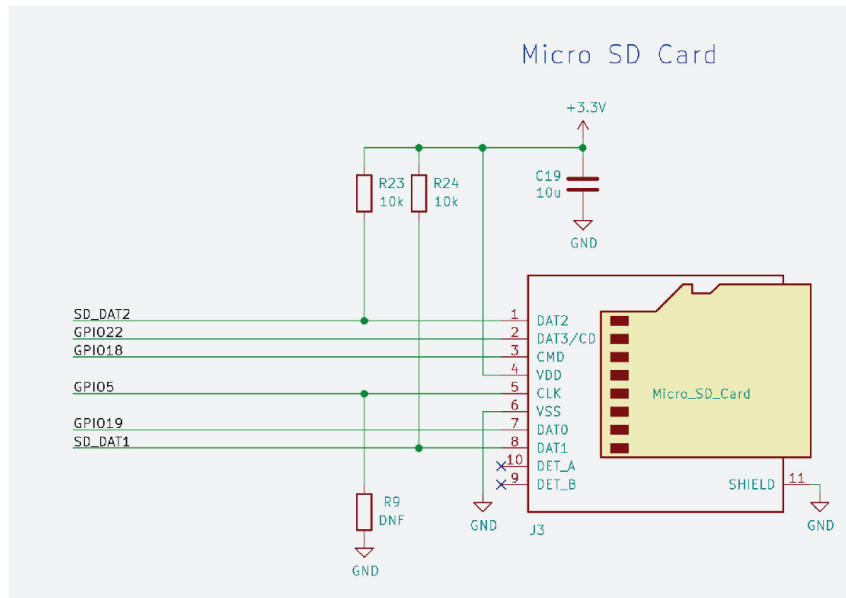 Micro SD Card
+3.3V
R23
10k
R24
10k
C19
10u
GND
SD_DAT2
GPIO22
GPIO18
GPIO5
GPIO19
SD_DAT1
1 DAT2
2 DAT3/CD
3 CMD
4 VDD
5 CLK
6 VSS
7 DAT0
8 DAT1
10 DET_A
9 DET_B
Micro_SD_Card
SHIELD 11
R9
DNF
GND
GND
J3
GND